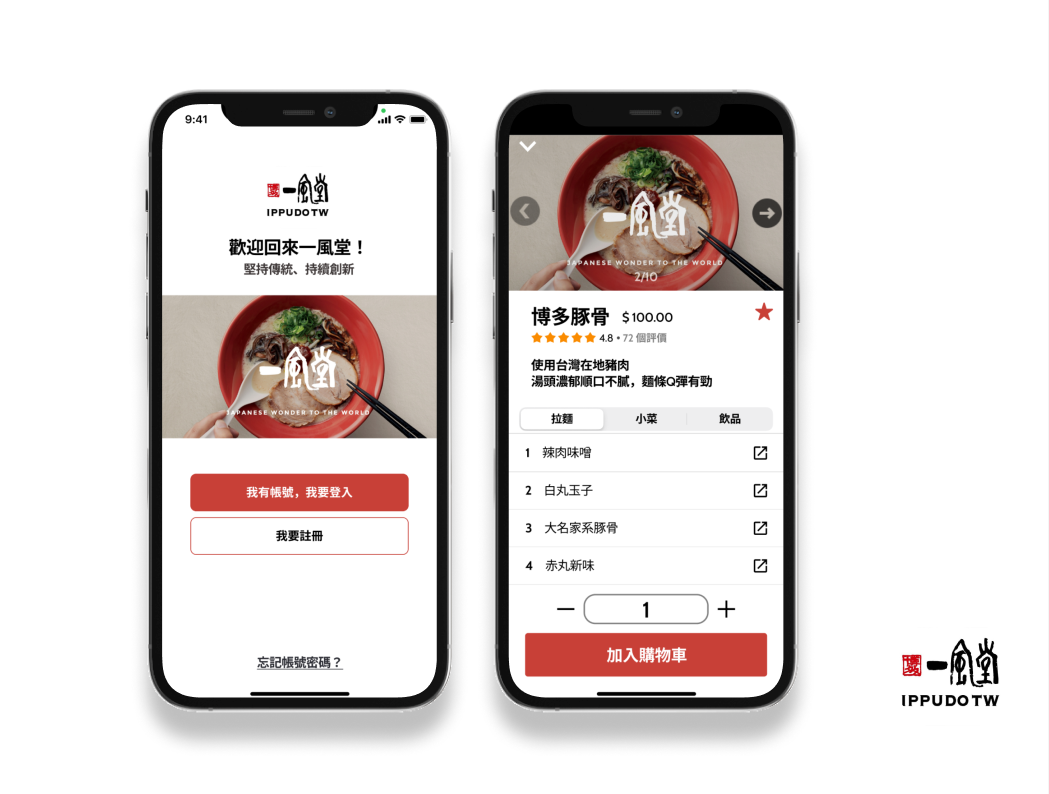 9:41
一風堂
IPPUDOTW
歡迎回來一風堂！
堅持傳統、持續創新
一風堂
JAPANESE WONDER TO THE WORLD
我有帳號，我要登入
我要註冊
忘記帳號密碼？
一風堂
JAPANESE WONDER TO THE WORLD
2/10
博多豚骨 $100.00
4.8 • 72 個評價
使用台灣在地豬肉
湯頭濃郁順口不膩，麵條Q彈有勁
拉麵 小菜 飲品
1 辣肉味噌
2 白丸玉子
3 大名家系豚骨
4 赤丸新味
1
加入購物車
一風堂
IPPUDOTW